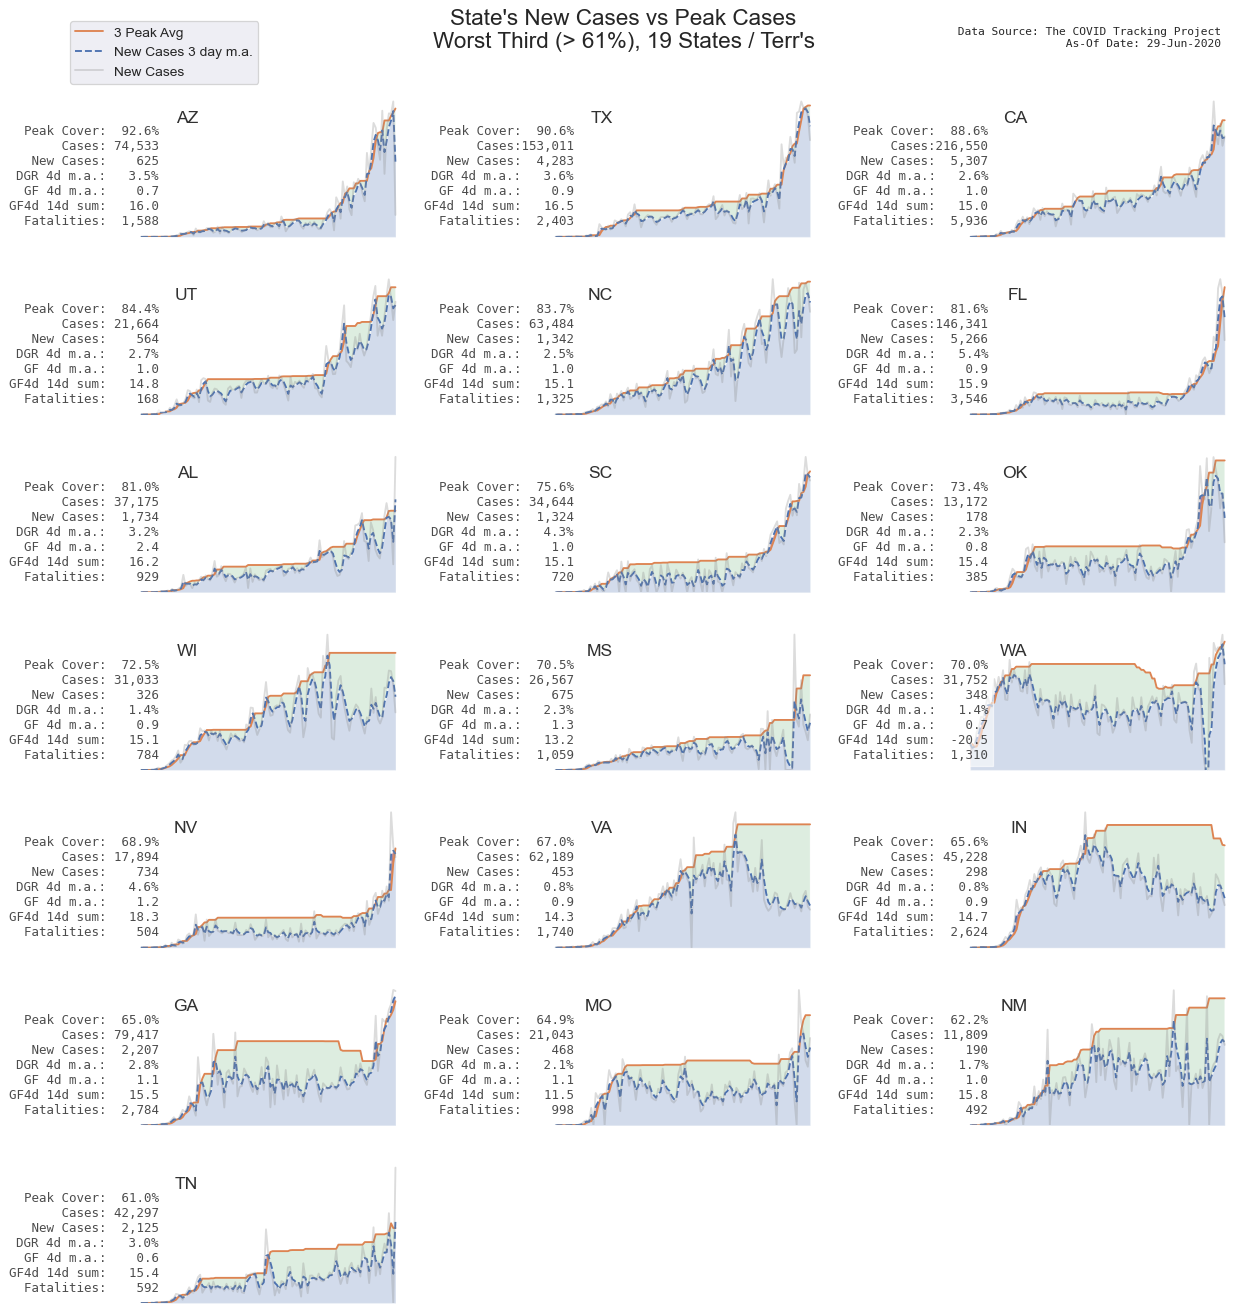 State's New Cases vs Peak Cases
Worst Third (> 61%), 19 States / Terr's
3 Peak Avg
New Cases 3 day m.a.
New Cases
Data Source: The COVID Tracking Project
As-Of Date: 29-Jun-2020
AZ
Peak Cover: 92.6%
Cases: 74,533
New Cases: 625
DGR 4d m.a.: 3.5%
GF 4d m.a.: 0.7
GF4d 14d sum: 16.0
Fatalities: 1,588
TX
Peak Cover: 90.6%
Cases:153,011
New Cases: 4,283
DGR 4d m.a.: 3.6%
GF 4d m.a.: 0.9
GF4d 14d sum: 16.5
Fatalities: 2,403
CA
Peak Cover: 88.6%
Cases:216,550
New Cases: 5,307
DGR 4d m.a.: 2.6%
GF 4d m.a.: 1.0
GF4d 14d sum: 15.0
Fatalities: 5,936
UT
Peak Cover: 84.4%
Cases: 21,664
New Cases: 564
DGR 4d m.a.: 2.7%
GF 4d m.a.: 1.0
GF4d 14d sum: 14.8
Fatalities: 168
NC
Peak Cover: 83.7%
Cases: 63,484
New Cases: 1,342
DGR 4d m.a.: 2.5%
GF 4d m.a.: 1.0
GF4d 14d sum: 15.1
Fatalities: 1,325
FL
Peak Cover: 81.6%
Cases:146,341
New Cases: 5,266
DGR 4d m.a.: 5.4%
GF 4d m.a.: 0.9
GF4d 14d sum: 15.9
Fatalities: 3,546
AL
Peak Cover: 81.0%
Cases: 37,175
New Cases: 1,734
DGR 4d m.a.: 3.2%
GF 4d m.a.: 2.4
GF4d 14d sum: 16.2
Fatalities: 929
SC
Peak Cover: 75.6%
Cases: 34,644
New Cases: 1,324
DGR 4d m.a.: 4.3%
GF 4d m.a.: 1.0
GF4d 14d sum: 15.1
Fatalities: 720
OK
Peak Cover: 73.4%
Cases: 13,172
New Cases: 178
DGR 4d m.a.: 2.3%
GF 4d m.a.: 0.8
GF4d 14d sum: 15.4
Fatalities: 385
WI
Peak Cover: 72.5%
Cases: 31,033
New Cases: 326
DGR 4d m.a.: 1.4%
GF 4d m.a.: 0.9
GF4d 14d sum: 15.1
Fatalities: 784
MS
Peak Cover: 70.5%
Cases: 26,567
New Cases: 675
DGR 4d m.a.: 2.3%
GF 4d m.a.: 1.3
GF4d 14d sum: 13.2
Fatalities: 1,059
WA
Peak Cover: 70.0%
Cases: 31,752
New Cases: 348
DGR 4d m.a.: 1.4%
GF 4d m.a.: 0.7
GF4d 14d sum: -20.5
Fatalities: 1,310
NV
Peak Cover: 68.9%
Cases: 17,894
New Cases: 734
DGR 4d m.a.: 4.6%
GF 4d m.a.: 1.2
GF4d 14d sum: 18.3
Fatalities: 504
VA
Peak Cover: 67.0%
Cases: 62,189
New Cases: 453
DGR 4d m.a.: 0.8%
GF 4d m.a.: 0.9
GF4d 14d sum: 14.3
Fatalities: 1,740
IN
Peak Cover: 65.6%
Cases: 45,228
New Cases: 298
DGR 4d m.a.: 0.8%
GF 4d m.a.: 0.9
GF4d 14d sum: 14.7
Fatalities: 2,624
GA
Peak Cover: 65.0%
Cases: 79,417
New Cases: 2,207
DGR 4d m.a.: 2.8%
GF 4d m.a.: 1.1
GF4d 14d sum: 15.5
Fatalities: 2,784
MO
Peak Cover: 64.9%
Cases: 21,043
New Cases: 468
DGR 4d m.a.: 2.1%
GF 4d m.a.: 1.1
GF4d 14d sum: 11.5
Fatalities: 998
NM
Peak Cover: 62.2%
Cases: 11,809
New Cases: 190
DGR 4d m.a.: 1.7%
GF 4d m.a.: 1.0
GF4d 14d sum: 15.8
Fatalities: 492
TN
Peak Cover: 61.0%
Cases: 42,297
New Cases: 2,125
DGR 4d m.a.: 3.0%
GF 4d m.a.: 0.6
GF4d 14d sum: 15.4
Fatalities: 592